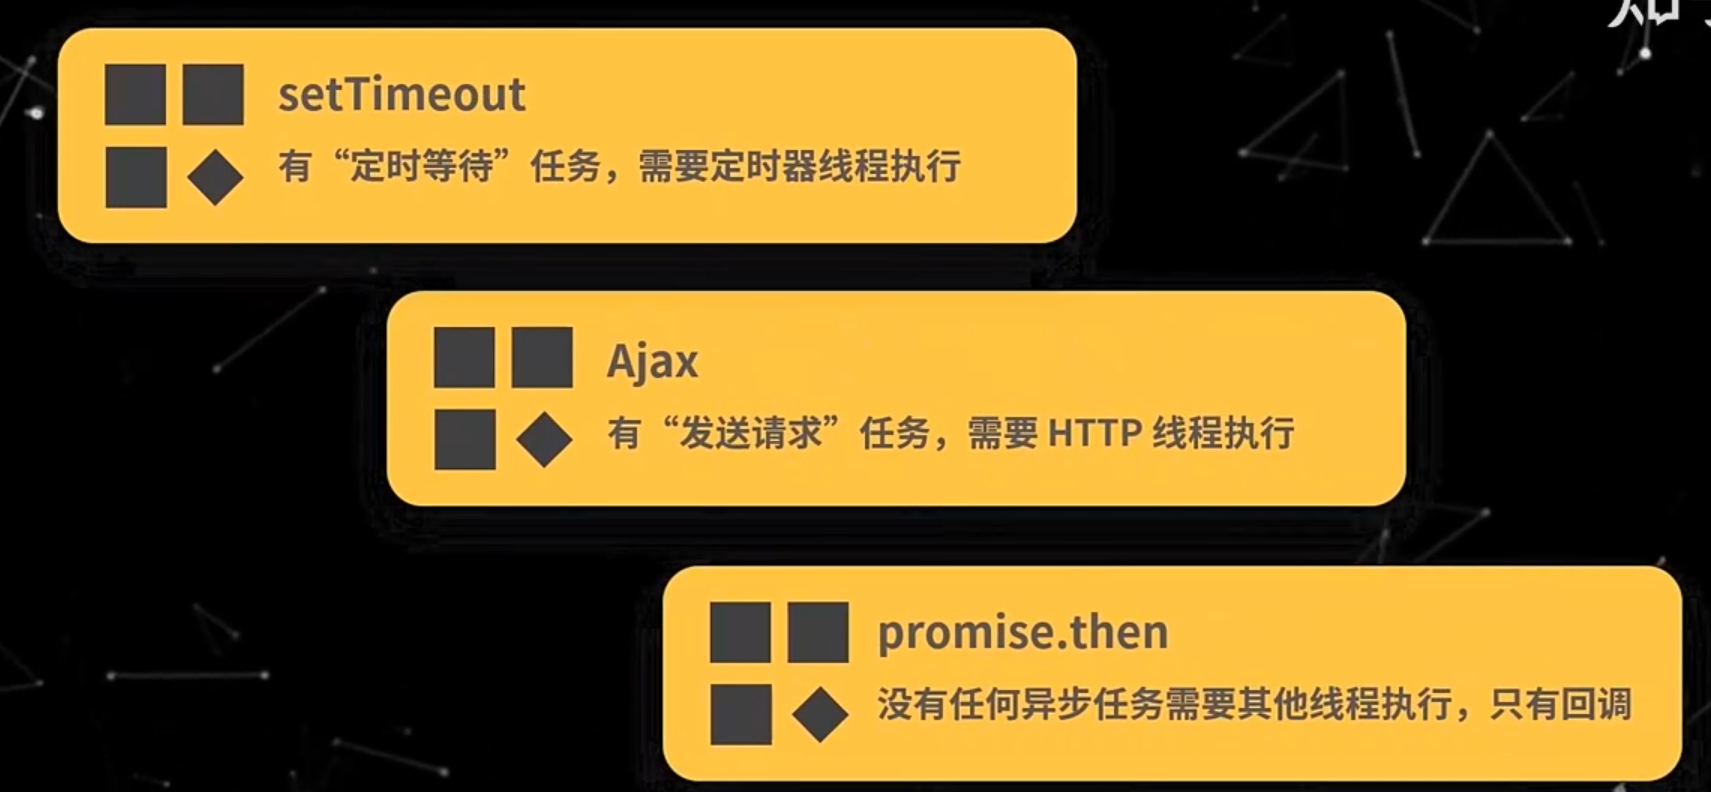 知
setTimeout
有“定时等待”任务，需要定时器线程执行
Ajax
有“发送请求”任务，需要 HTTP 线程执行
promise.then
没有任何异步任务需要其他线程执行，只有回调